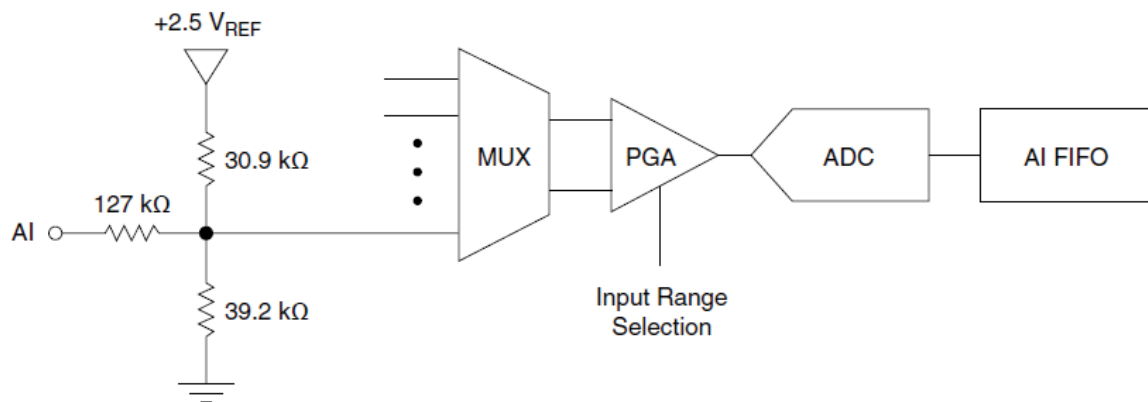 +2.5 V_REF
30.9 kΩ
127 kΩ
AI
39.2 kΩ
MUX
PGA
ADC
AI FIFO
Input Range
Selection